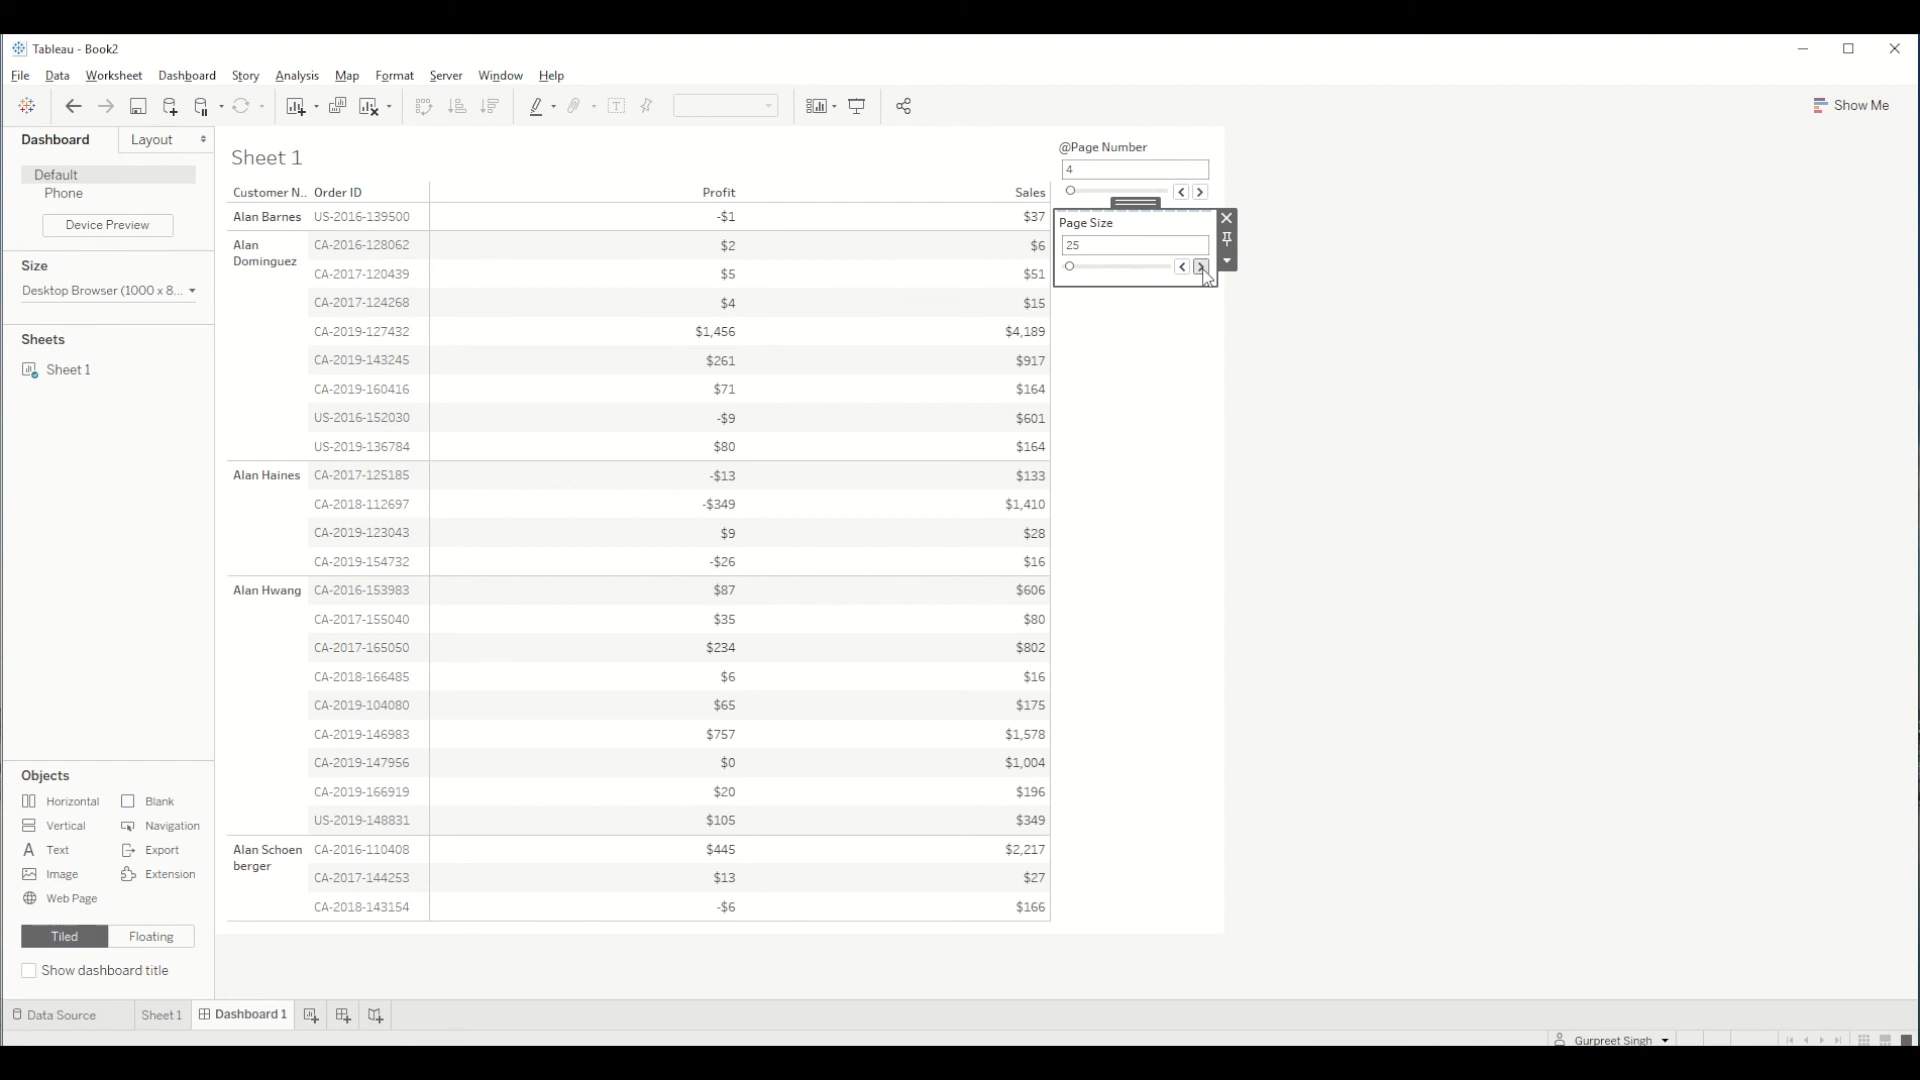 Tableau - Book2
File Data Worksheet Dashboard Story Analysis Map Format Server Window Help
Show Me
Dashboard Layout
Default
Phone
Device Preview
Size
Desktop Browser (1000 x 8...
Sheets
Sheet 1
Objects
Horizontal Blank
Vertical Navigation
A Text Export
Image Extension
Web Page
Tiled Floating
Show dashboard title
Sheet 1
Customer N.. Order ID Profit Sales
Alan Barnes US-2016-139500 -$1 $37
Alan CA-2016-128062 $2 $6
Dominguez
CA-2017-120439 $5 $51
CA-2017-124268 $4 $15
CA-2019-127432 $1,456 $4,189
CA-2019-143245 $261 $917
CA-2019-160416 $71 $164
US-2016-152030 -$9 $601
US-2019-136784 $80 $164
Alan Haines CA-2017-125185 -$13 $133
CA-2018-112697 -$349 $1,410
CA-2019-123043 $9 $28
CA-2019-154732 -$26 $16
Alan Hwang CA-2016-153983 $87 $606
CA-2017-155040 $35 $80
CA-2017-165050 $234 $802
CA-2018-166485 $6 $16
CA-2019-104080 $65 $175
CA-2019-146983 $757 $1,578
CA-2019-147956 $0 $1,004
CA-2019-166919 $20 $196
US-2019-148831 $105 $349
Alan Schoen CA-2016-110408 $445 $2,217
berger
CA-2017-144253 $13 $27
CA-2018-143154 -$6 $166
@Page Number
4
Page Size
25
Data Source Sheet 1 Dashboard 1
Gurpreet Singh